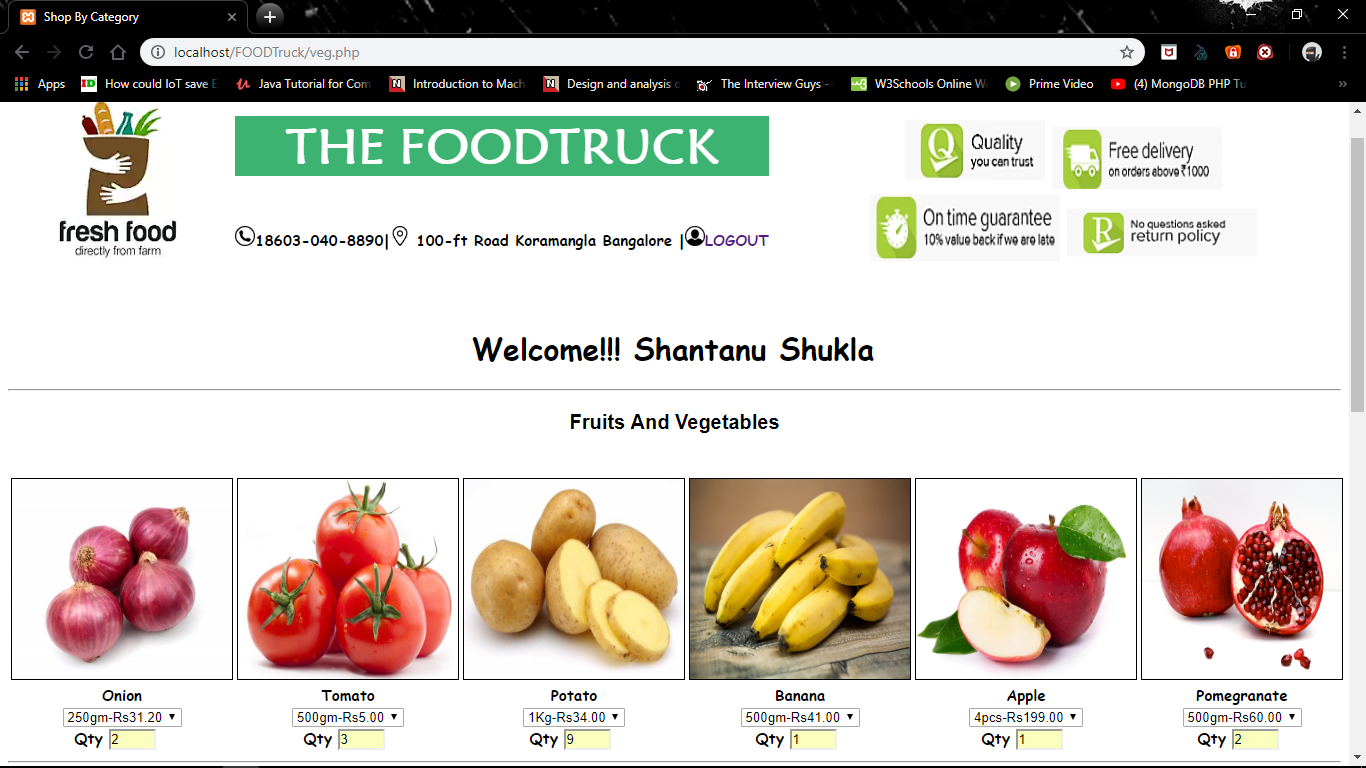 Shop By Category
localhost/FOODTruck/veg.php
Apps
How could IoT save
Java Tutorial for Com
Introduction to Mach
Design and analysis
The Interview Guys -
W3Schools Online
Prime Video
(4) MongoDB PHP Tu
fresh food
directly from farm
THE FOODTRUCK
18603-040-8890| 100-ft Road Koramangla Bangalore |LOGOUT
Quality
you can trust
Free delivery
on orders above ₹1000
On time guarantee
10% value back if we are late
No questions asked
return policy
Welcome!!! Shantanu Shukla
Fruits And Vegetables
Onion
250gm-Rs31.20
Qty 2
Tomato
500gm-Rs5.00
Qty 3
Potato
1Kg-Rs34.00
Qty 9
Banana
500gm-Rs41.00
Qty 1
Apple
4pcs-Rs199.00
Qty 1
Pomegranate
500gm-Rs60.00
Qty 2